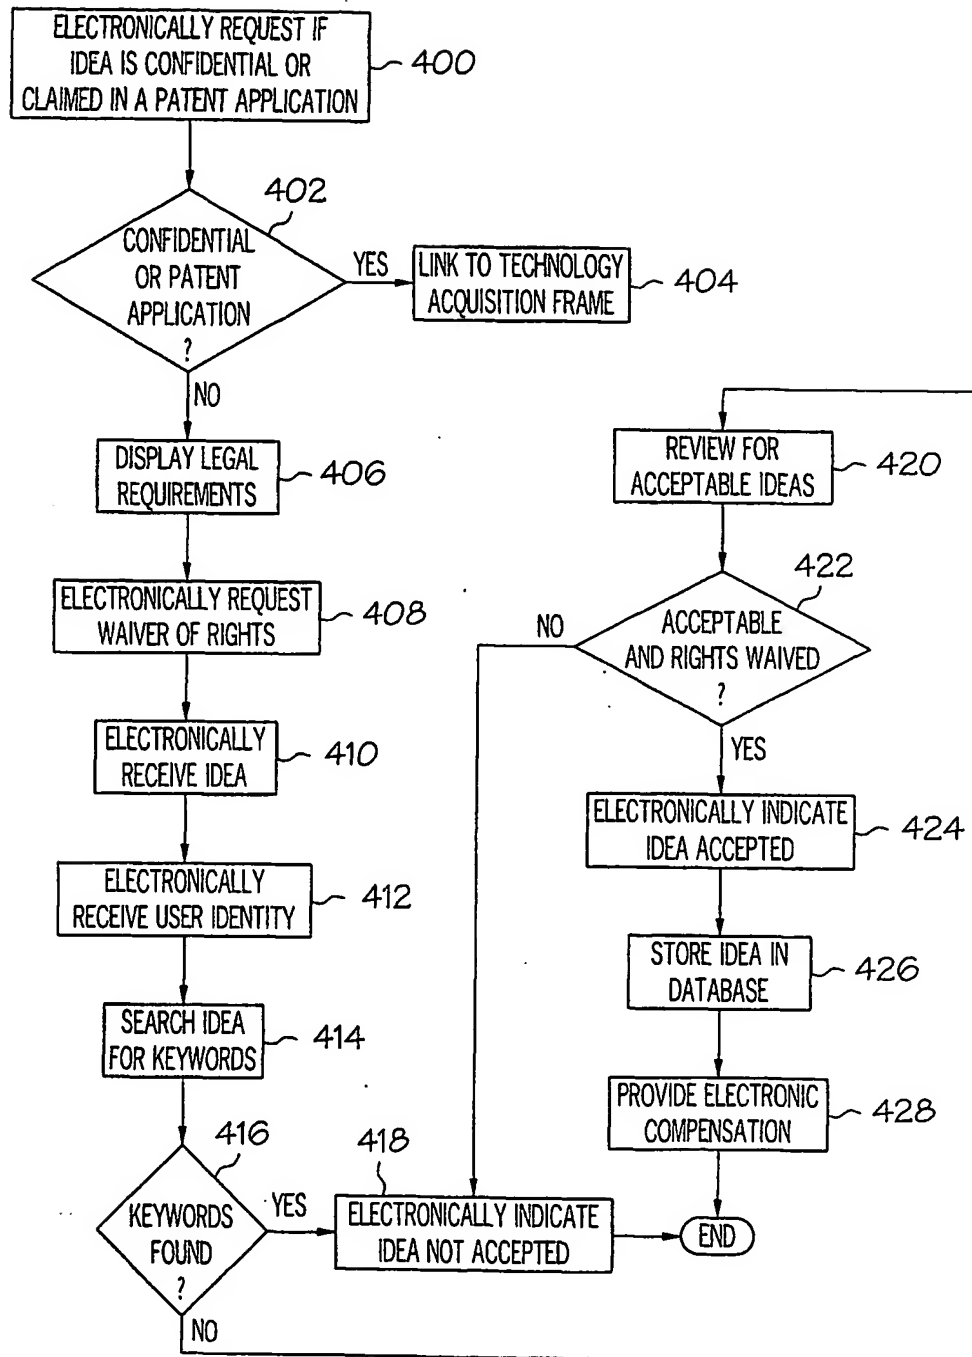 ELECTRONICALLY REQUEST IF
IDEA IS CONFIDENTIAL OR
CLAIMED IN A PATENT APPLICATION
400
402
CONFIDENTIAL
OR PATENT
APPLICATION
?
YES
LINK TO TECHNOLOGY
ACQUISITION FRAME
404
NO
DISPLAY LEGAL
REQUIREMENTS
406
ELECTRONICALLY REQUEST
WAIVER OF RIGHTS
408
ELECTRONICALLY
RECEIVE IDEA
410
ELECTRONICALLY
RECEIVE USER IDENTITY
412
SEARCH IDEA
FOR KEYWORDS
414
416
KEYWORDS
FOUND
?
YES
NO
418
ELECTRONICALLY INDICATE
IDEA NOT ACCEPTED
REVIEW FOR
ACCEPTABLE IDEAS
420
422
ACCEPTABLE
AND RIGHTS WAIVED
?
NO
YES
ELECTRONICALLY INDICATE
IDEA ACCEPTED
424
STORE IDEA IN
DATABASE
426
PROVIDE ELECTRONIC
COMPENSATION
428
END